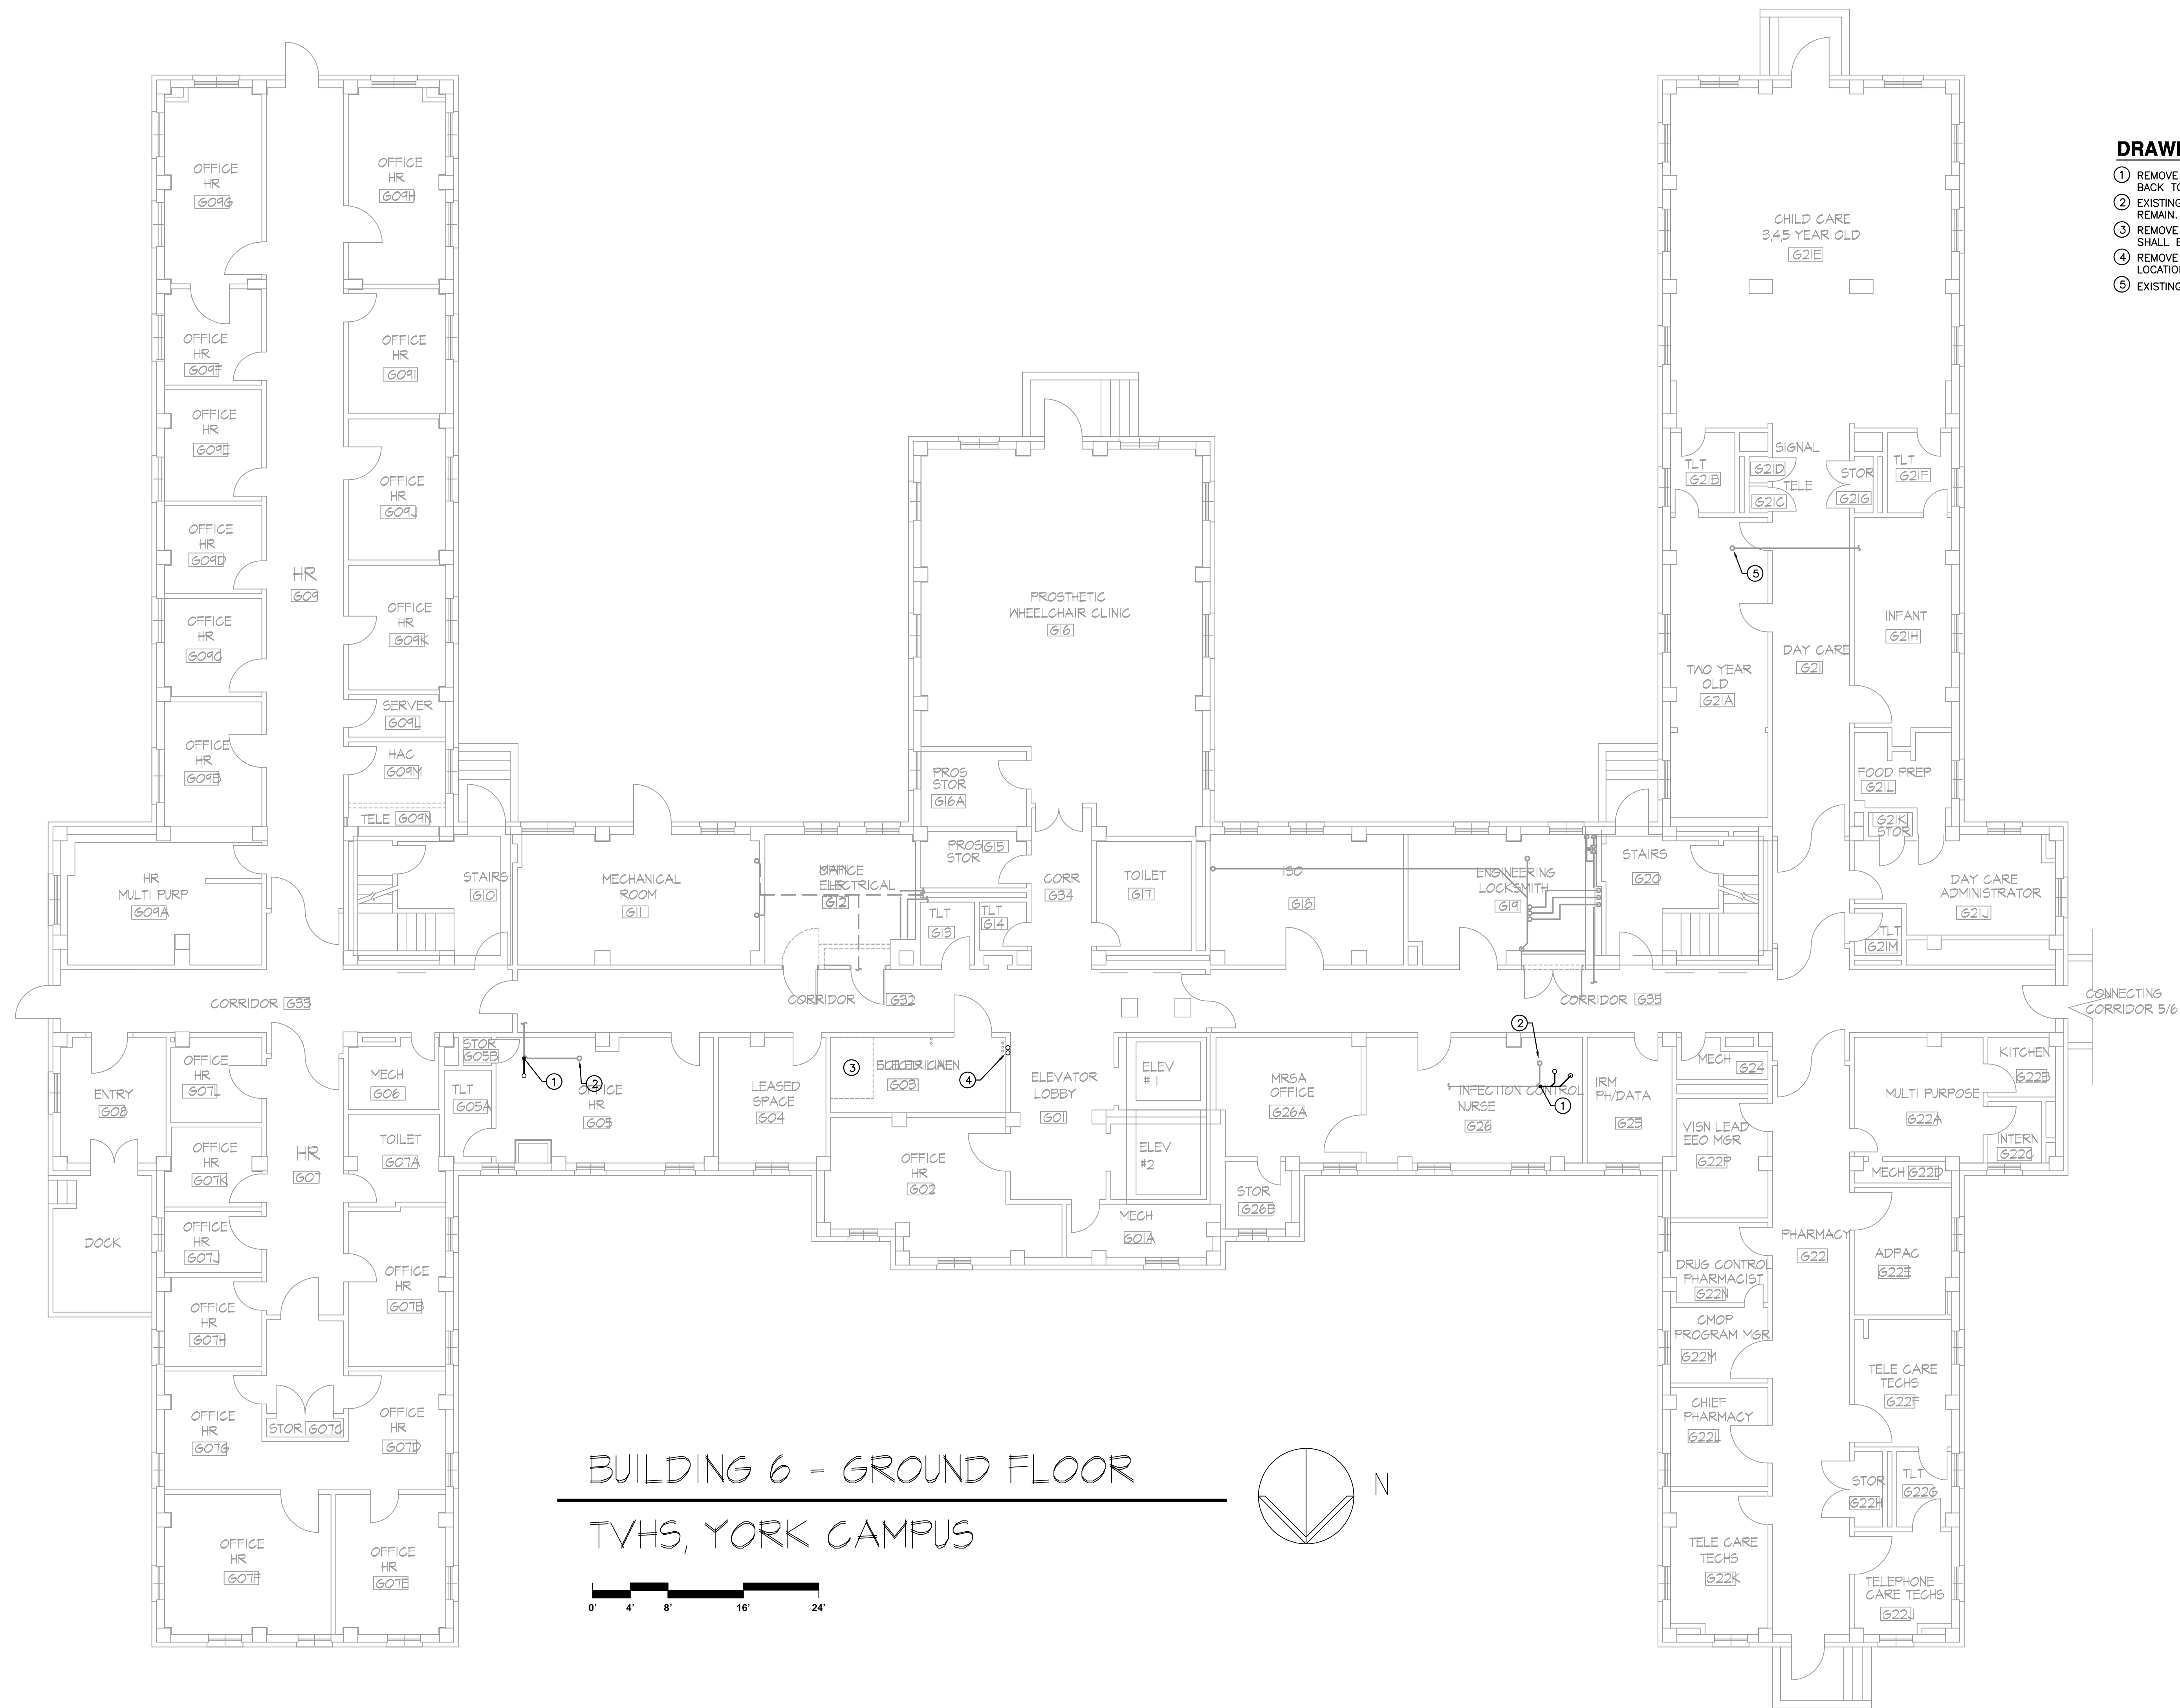 DRAWI
1 REMOVE
BACK TO
2 EXISTING
REMAIN.
3 REMOVE
SHALL B
4 REMOVE
LOCATION
5 EXISTING
OFFICE
HR
G09G
OFFICE
HR
G09H
OFFICE
HR
G09F
OFFICE
HR
G09I
OFFICE
HR
G09E
OFFICE
HR
G09J
OFFICE
HR
G09D
HR
G09
OFFICE
HR
G09C
OFFICE
HR
G09K
SERVER
G09L
OFFICE
HR
G09B
HAC
G09M
TELE G09N
HR
MULTI PURP
G09A
STAIRS
G10
MECHANICAL
ROOM
G11
ELECTRICAL
G12
PROSTHETIC
WHEELCHAIR CLINIC
G16
PROS
STOR
G16A
PROS G15
STOR
TLT
G13
TLT
G14
CORR
G34
TOILET
G17
ISO
G18
ENGINEERING
LOCKSMITH
G19
STAIRS
G20
CHILD CARE
3,4,5 YEAR OLD
G21E
SIGNAL
TLT
G21B
G21D
TELE
G21C
STOR
G21G
TLT
G21F
5
INFANT
G21H
DAY CARE
G21
TWO YEAR
OLD
G21A
FOOD PREP
G21L
G21K
STOR
DAY CARE
ADMINISTRATOR
G21J
TLT
G21M
CORRIDOR G33
CORRIDOR G32
CORRIDOR G35
CONNECTING
CORRIDOR 5/6
ENTRY
G08
OFFICE
HR
G07L
MECH
G06
STOR
G05B
TLT
G05A
1
2
OFFICE
HR
G05
LEASED
SPACE
G04
3
G03
4
ELEVATOR
LOBBY
G01
ELEV
# 1
ELEV
#2
MRSA
OFFICE
G26A
2
INFECTION CONTROL
NURSE
G26
1
IRM
PH/DATA
G25
MECH G24
MULTI PURPOSE
G22A
KITCHEN
G22B
INTERN
G22C
OFFICE
HR
G07K
HR
G07
TOILET
G07A
OFFICE
HR
G02
STOR
G26B
MECH
G01A
VISN LEAD
EEO MGR
G22P
MECH G22D
DOCK
OFFICE
HR
G07J
OFFICE
HR
G07B
OFFICE
HR
G07H
PHARMACY
G22
DRUG CONTROL
PHARMACIST
G22N
ADPAC
G22E
CMOP
PROGRAM MGR
G22M
TELE CARE
TECHS
G22F
OFFICE
HR
G07G
STOR G07C
OFFICE
HR
G07D
CHIEF
PHARMACY
G22L
STOR
G22H
TLT
G22G
OFFICE
HR
G07F
OFFICE
HR
G07E
TELE CARE
TECHS
G22K
TELEPHONE
CARE TECHS
G22J
BUILDING 6 - GROUND FLOOR
TVHS, YORK CAMPUS
N
0' 4' 8' 16' 24'